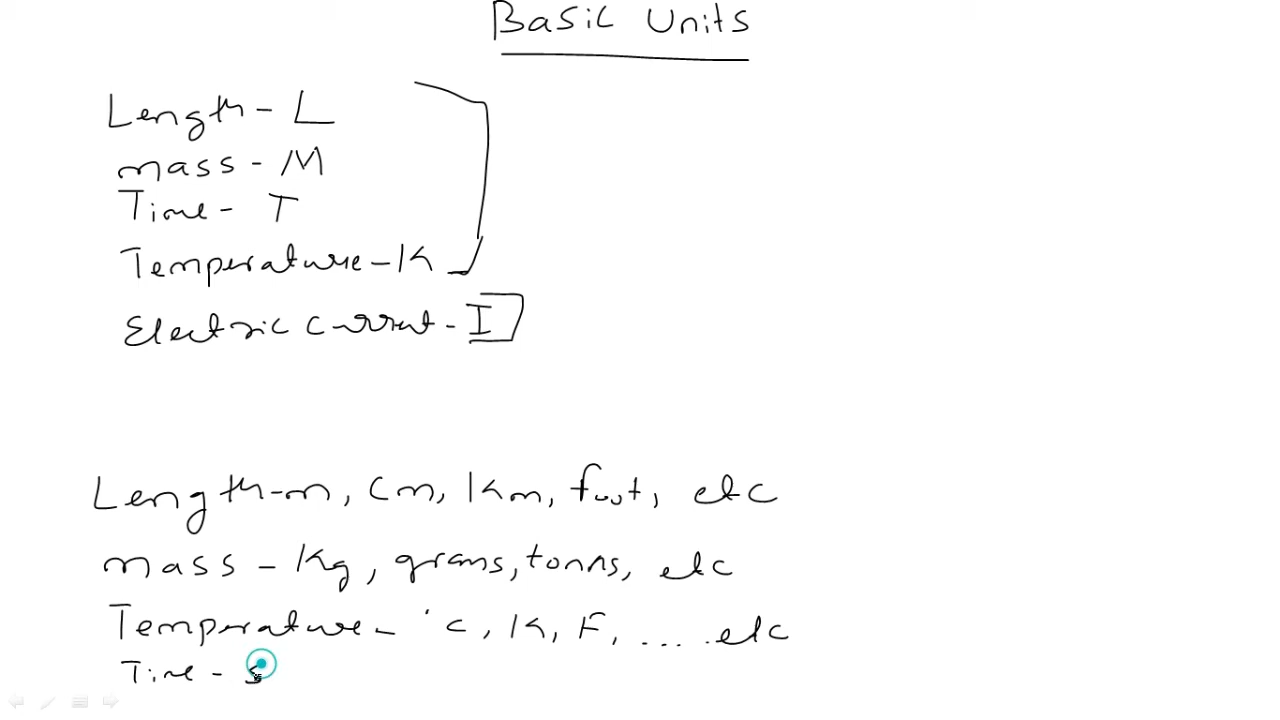 Basic Units
Length - L
mass - M
Time - T
Temperature - K
Electric Current - I
Length - m, cm, Km, foot, etc
mass - Kg, grams, tonns, etc
Temperature - °c, K, F, .... etc
Time - s